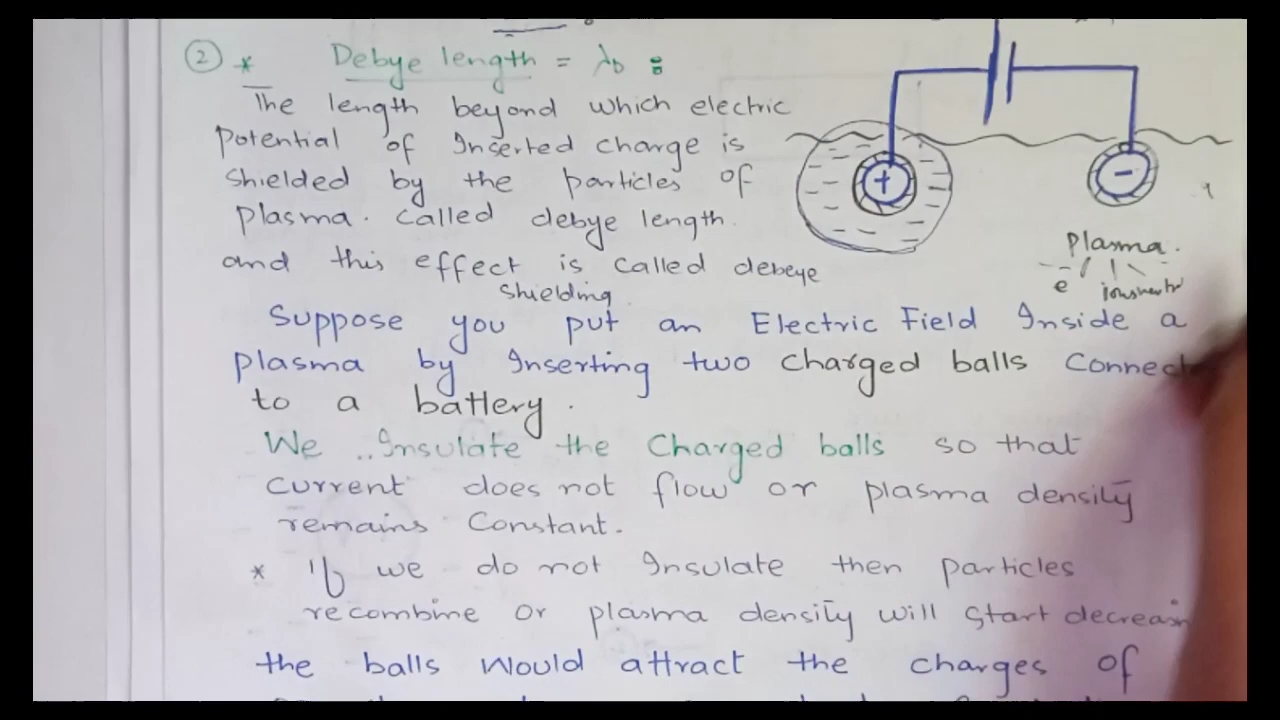 ② * Debye length = λD :
The length beyond which electric
potential of Inserted charge is
shielded by the particles of
plasma. called debye length.
and this effect is called debeye
shielding
+
-
plasma.
e⁻
Suppose you put an Electric Field Inside a
plasma by Inserting two charged balls Connect
to a battery.
We Insulate the Charged balls so that
current does not flow or plasma density
remains Constant.
* If we do not Insulate then particles
recombine or plasma density will start decreasin
the balls would attract the charges of